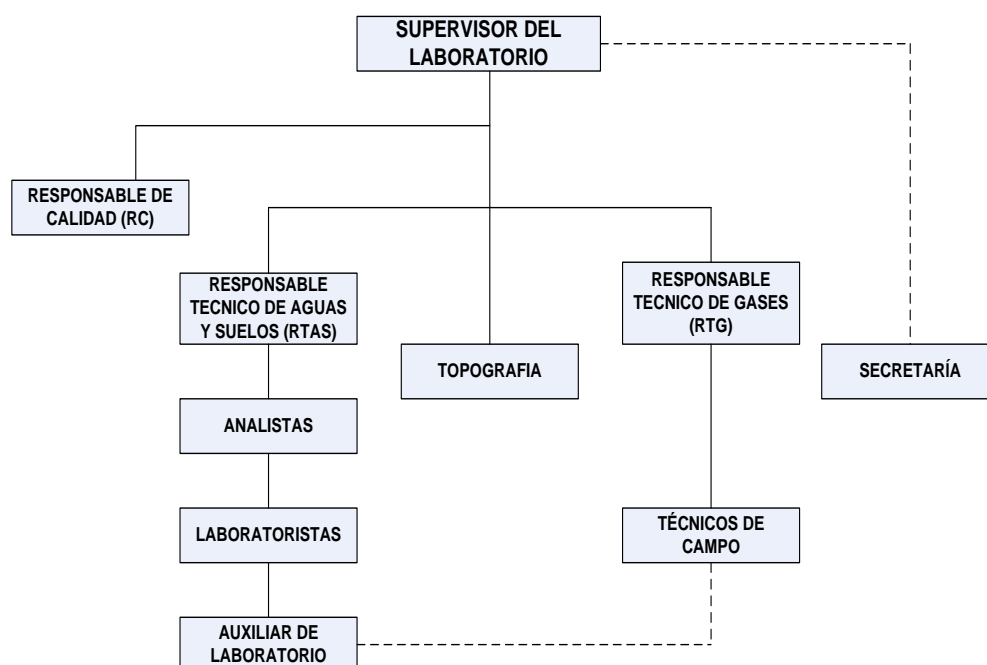 SUPERVISOR DEL
LABORATORIO
RESPONSABLE DE
CALIDAD (RC)
RESPONSABLE
TECNICO DE AGUAS
Y SUELOS (RTAS)
RESPONSABLE
TECNICO DE GASES
(RTG)
TOPOGRAFIA
SECRETARÍA
ANALISTAS
LABORATORISTAS
TÉCNICOS DE
CAMPO
AUXILIAR DE
LABORATORIO